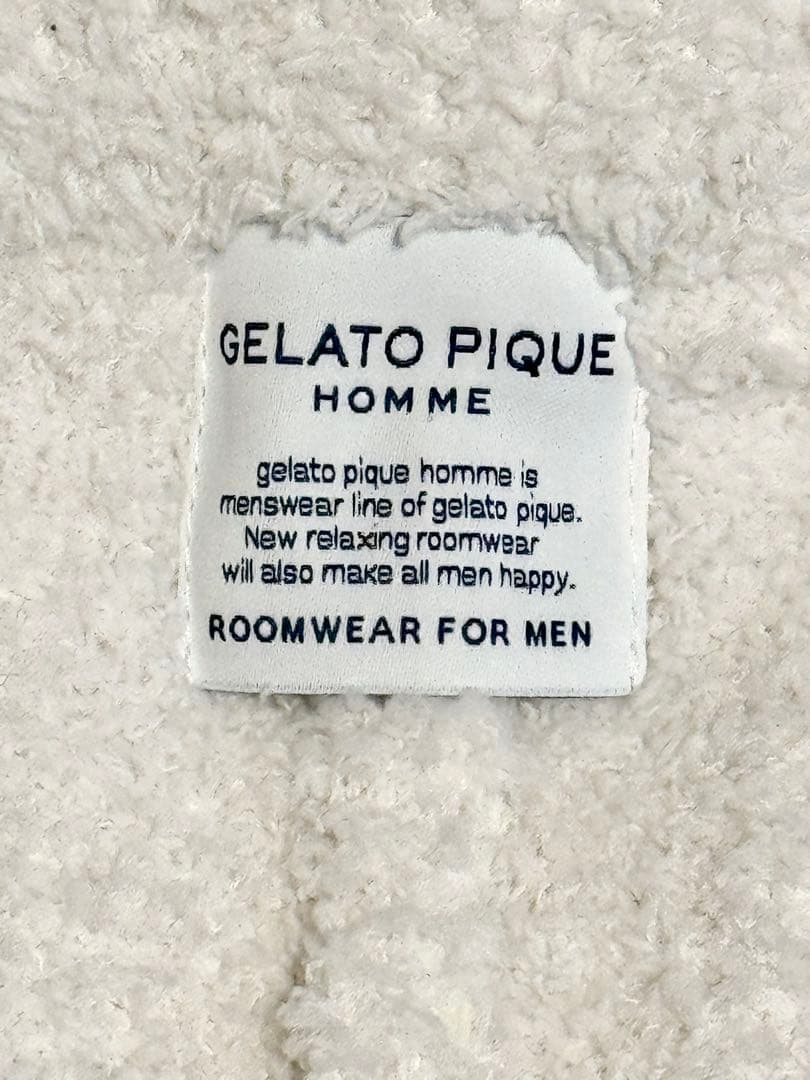 GELATO PIQUE
HOMME
gelato pique homme is
menswear line of gelato pique.
New relaxing roomwear
will also make all men happy.
ROOMWEAR FOR MEN